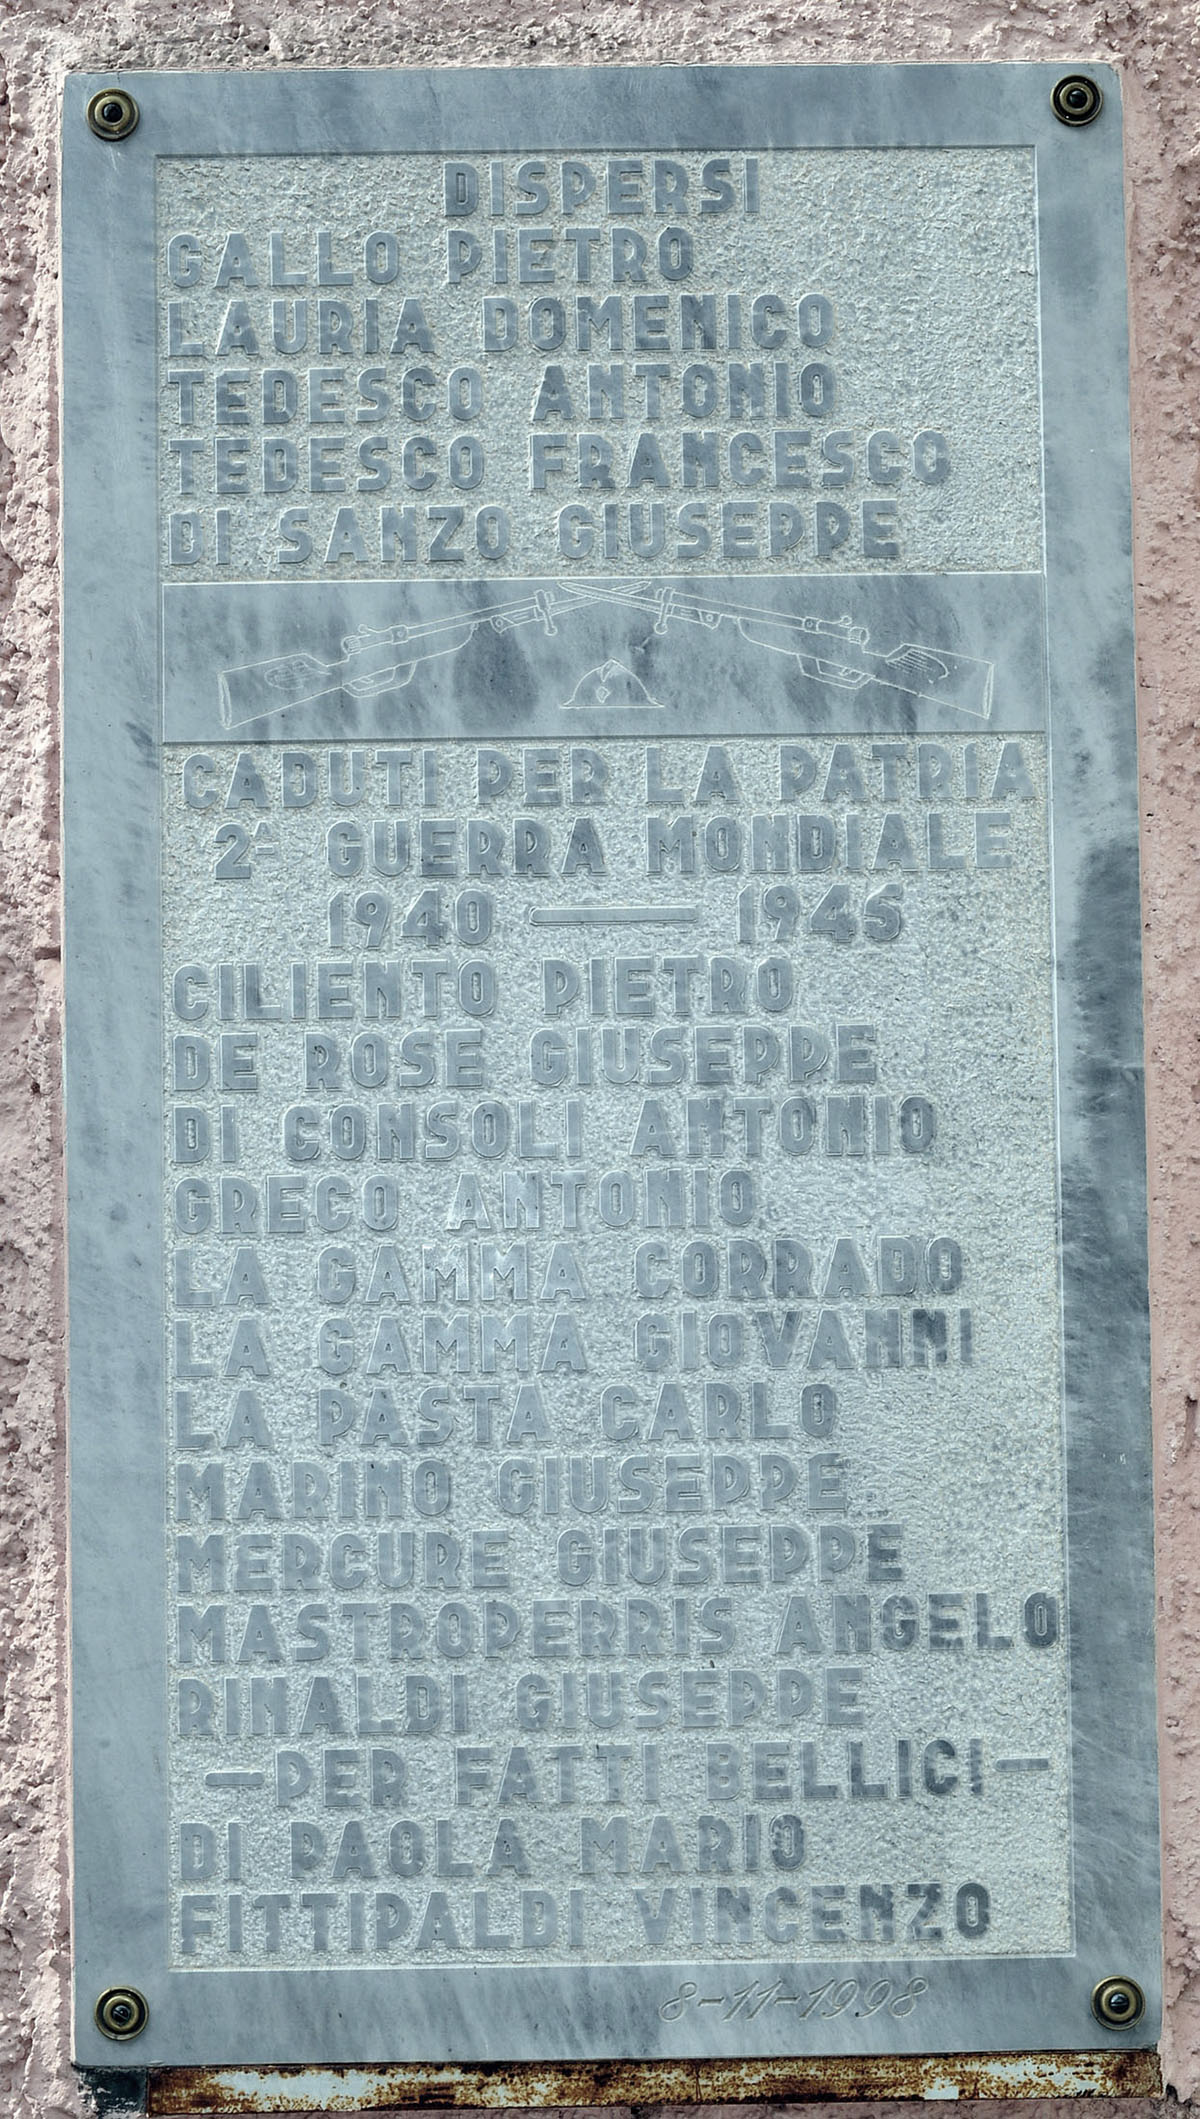 DISPERSI
GALLO PIETRO
LAURIA DOMENICO
TEDESCO ANTONIO
TEDESCO FRANCESCO
DI SANZO GIUSEPPE
CADUTI PER LA PATRIA
2ᴬ GUERRA MONDIALE
1940 — 1945
CILIENTO PIETRO
DE ROSE GIUSEPPE
DI CONSOLI ANTONIO
GRECO ANTONIO
LA GAMMA CORRADO
LA GAMMA GIOVANNI
LA PASTA CARLO
MARINO GIUSEPPE
MERCURE GIUSEPPE
MASTROPERRIS ANGELO
RINALDI GIUSEPPE
—PER FATTI BELLICI—
DI PAOLA MARIO
FITTIPALDI VINCENZO
8-11-1998